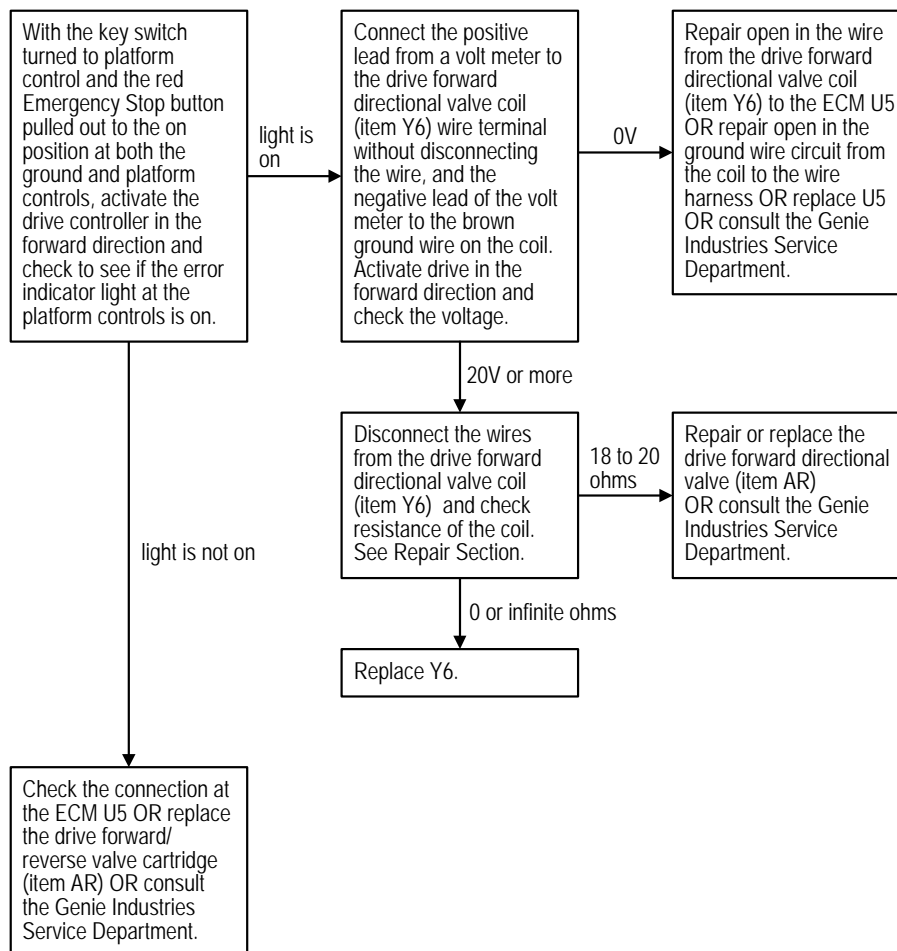 With the key switch
turned to platform
control and the red
Emergency Stop button
pulled out to the on
position at both the
ground and platform
controls, activate the
drive controller in the
forward direction and
check to see if the error
indicator light at the
platform controls is on.
light is
on
Connect the positive
lead from a volt meter to
the drive forward
directional valve coil
(item Y6) wire terminal
without disconnecting
the wire, and the
negative lead of the volt
meter to the brown
ground wire on the coil.
Activate drive in the
forward direction and
check the voltage.
0V
Repair open in the wire
from the drive forward
directional valve coil
(item Y6) to the ECM U5
OR repair open in the
ground wire circuit from
the coil to the wire
harness OR replace U5
OR consult the Genie
Industries Service
Department.
20V or more
Disconnect the wires
from the drive forward
directional valve coil
(item Y6) and check
resistance of the coil.
See Repair Section.
18 to 20
ohms
Repair or replace the
drive forward directional
valve (item AR)
OR consult the Genie
Industries Service
Department.
light is not on
0 or infinite ohms
Replace Y6.
Check the connection at
the ECM U5 OR replace
the drive forward/
reverse valve cartridge
(item AR) OR consult
the Genie Industries
Service Department.